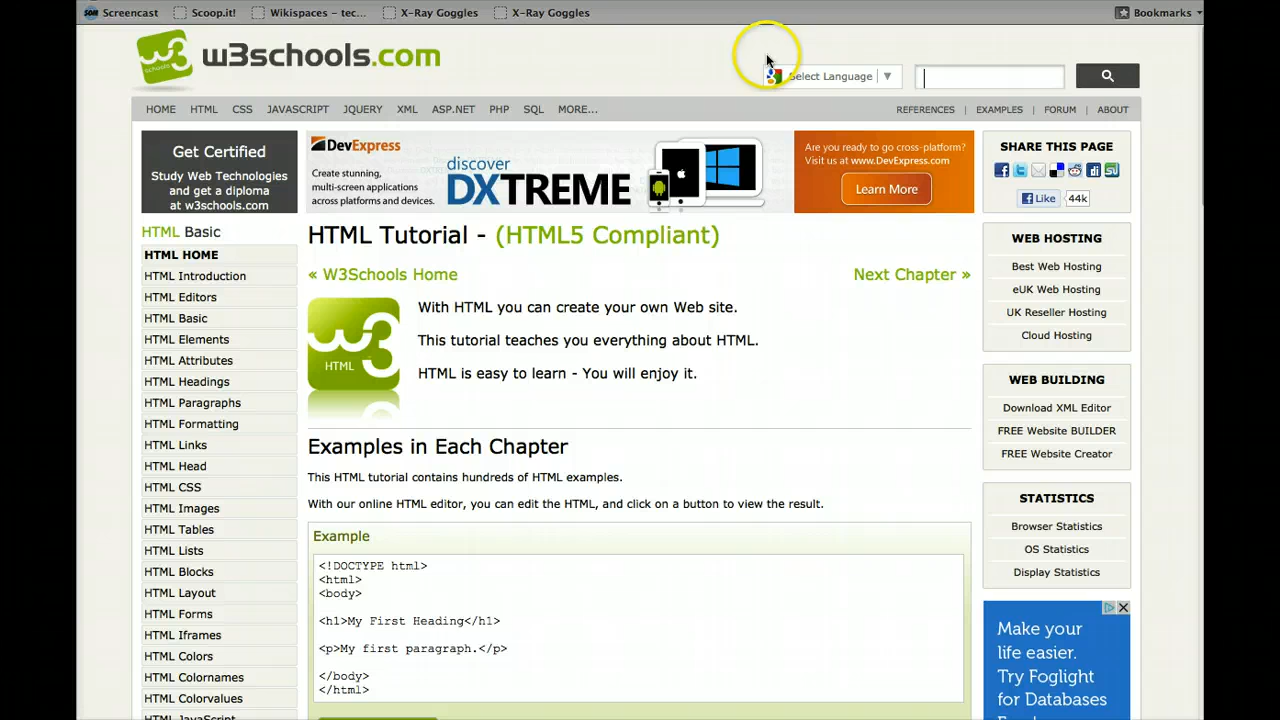 Screencast
Scoop.it!
Wikispaces - tec...
X-Ray Goggles
X-Ray Goggles
Bookmarks
w3 schools
w3schools.com
Select Language
HOME HTML CSS JAVASCRIPT JQUERY XML ASP.NET PHP SQL MORE...
REFERENCES EXAMPLES FORUM ABOUT
Get Certified
Study Web Technologies
and get a diploma
at w3schools.com
DevExpress
Create stunning,
multi-screen applications
across platforms and devices.
discover
DXTREME
Are you ready to go cross-platform?
Visit us at www.DevExpress.com
Learn More
SHARE THIS PAGE
Like 44k
HTML Basic
HTML HOME
HTML Introduction
HTML Editors
HTML Basic
HTML Elements
HTML Attributes
HTML Headings
HTML Paragraphs
HTML Formatting
HTML Links
HTML Head
HTML CSS
HTML Images
HTML Tables
HTML Lists
HTML Blocks
HTML Layout
HTML Forms
HTML Iframes
HTML Colors
HTML Colornames
HTML Colorvalues
HTML JavaScript
HTML Tutorial - (HTML5 Compliant)
« W3Schools Home
Next Chapter »
w3
HTML
With HTML you can create your own Web site.
This tutorial teaches you everything about HTML.
HTML is easy to learn - You will enjoy it.
Examples in Each Chapter
This HTML tutorial contains hundreds of HTML examples.
With our online HTML editor, you can edit the HTML, and click on a button to view the result.
Example
<!DOCTYPE html>
<html>
<body>
<h1>My First Heading</h1>
<p>My first paragraph.</p>
</body>
</html>
WEB HOSTING
Best Web Hosting
eUK Web Hosting
UK Reseller Hosting
Cloud Hosting
WEB BUILDING
Download XML Editor
FREE Website BUILDER
FREE Website Creator
STATISTICS
Browser Statistics
OS Statistics
Display Statistics
Make your
life easier.
Try Foglight
for Databases